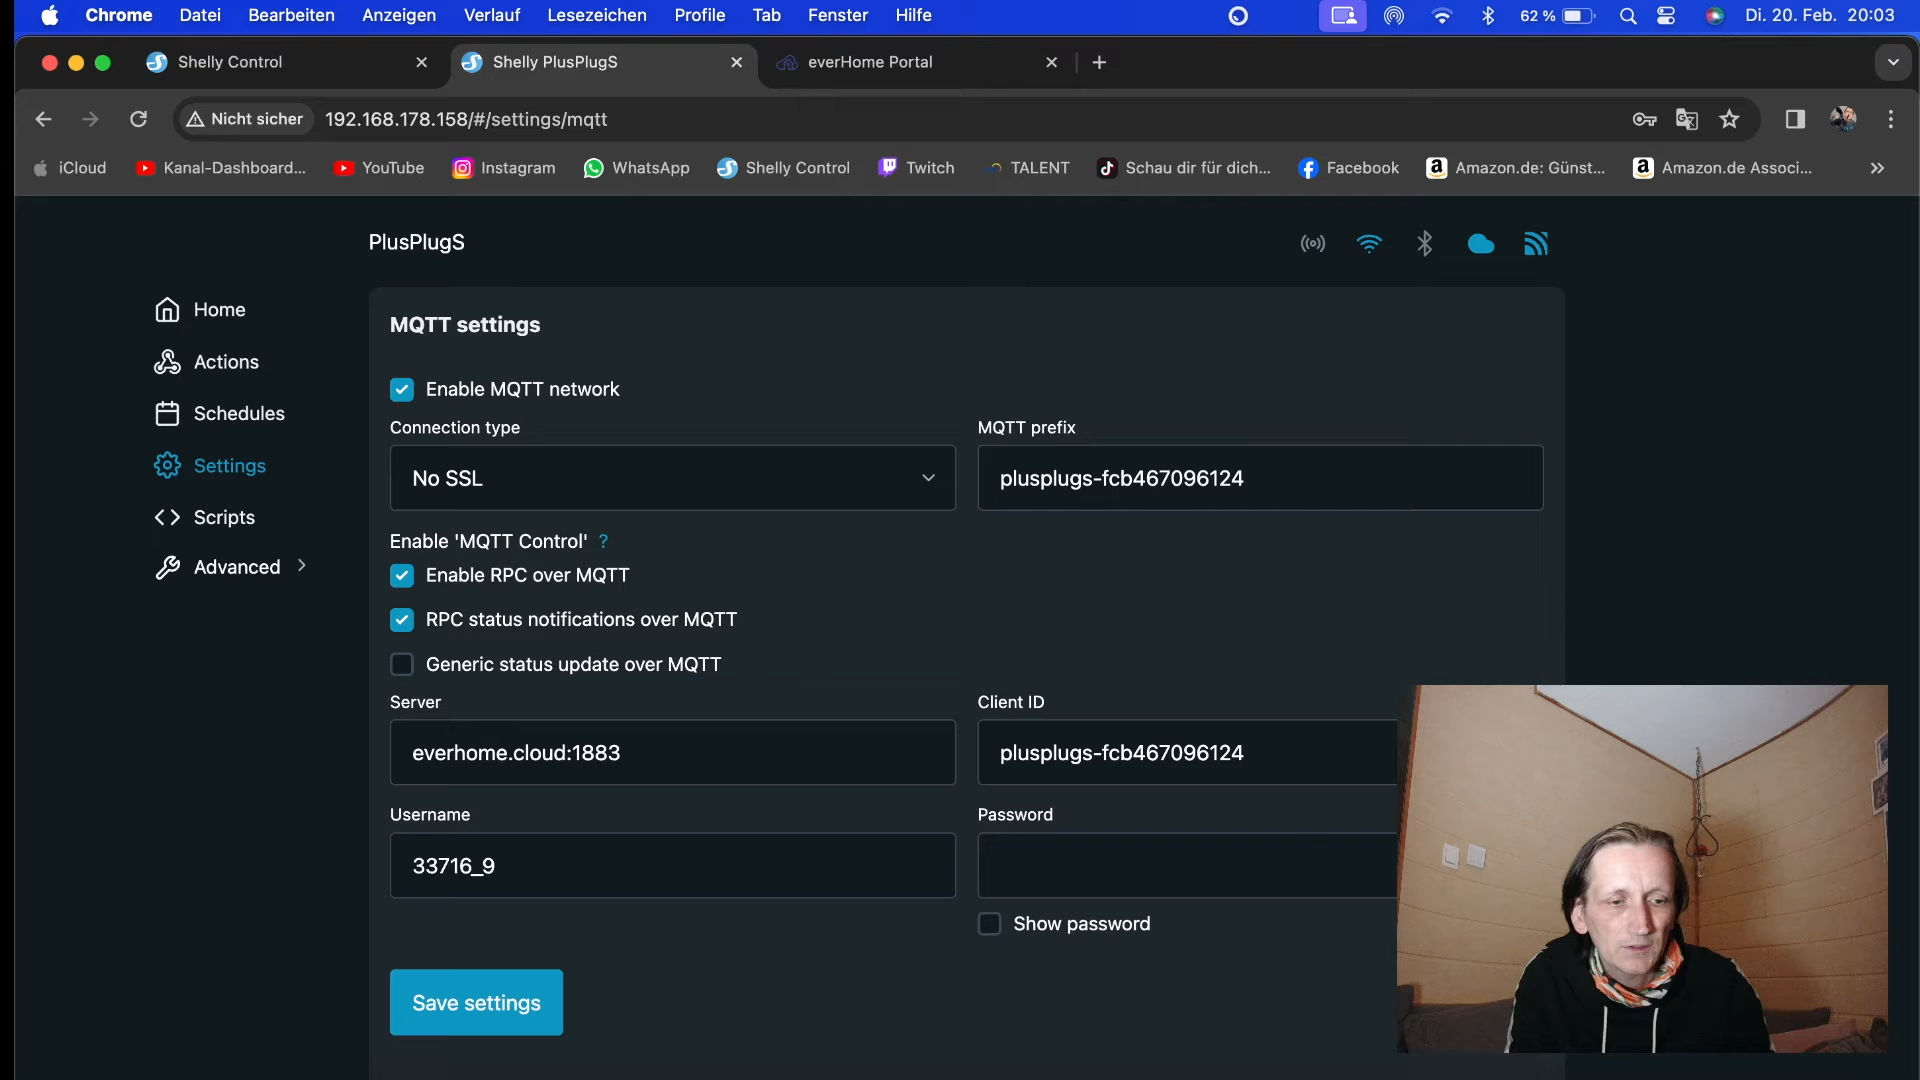 Chrome Datei Bearbeiten Anzeigen Verlauf Lesezeichen Profile Tab Fenster Hilfe 62 % Di. 20. Feb. 20:03
Shelly Control Shelly PlusPlugS everHome Portal
Nicht sicher 192.168.178.158/#/settings/mqtt
iCloud Kanal-Dashboard... YouTube Instagram WhatsApp Shelly Control Twitch TALENT Schau dir für dich... Facebook Amazon.de: Günst... Amazon.de Associ...
PlusPlugS
Home
Actions
Schedules
Settings
Scripts
Advanced
MQTT settings
Enable MQTT network
Connection type MQTT prefix
No SSL plusplugs-fcb467096124
Enable 'MQTT Control' ?
Enable RPC over MQTT
RPC status notifications over MQTT
Generic status update over MQTT
Server Client ID
everhome.cloud:1883 plusplugs-fcb467096124
Username Password
33716_9
Show password
Save settings